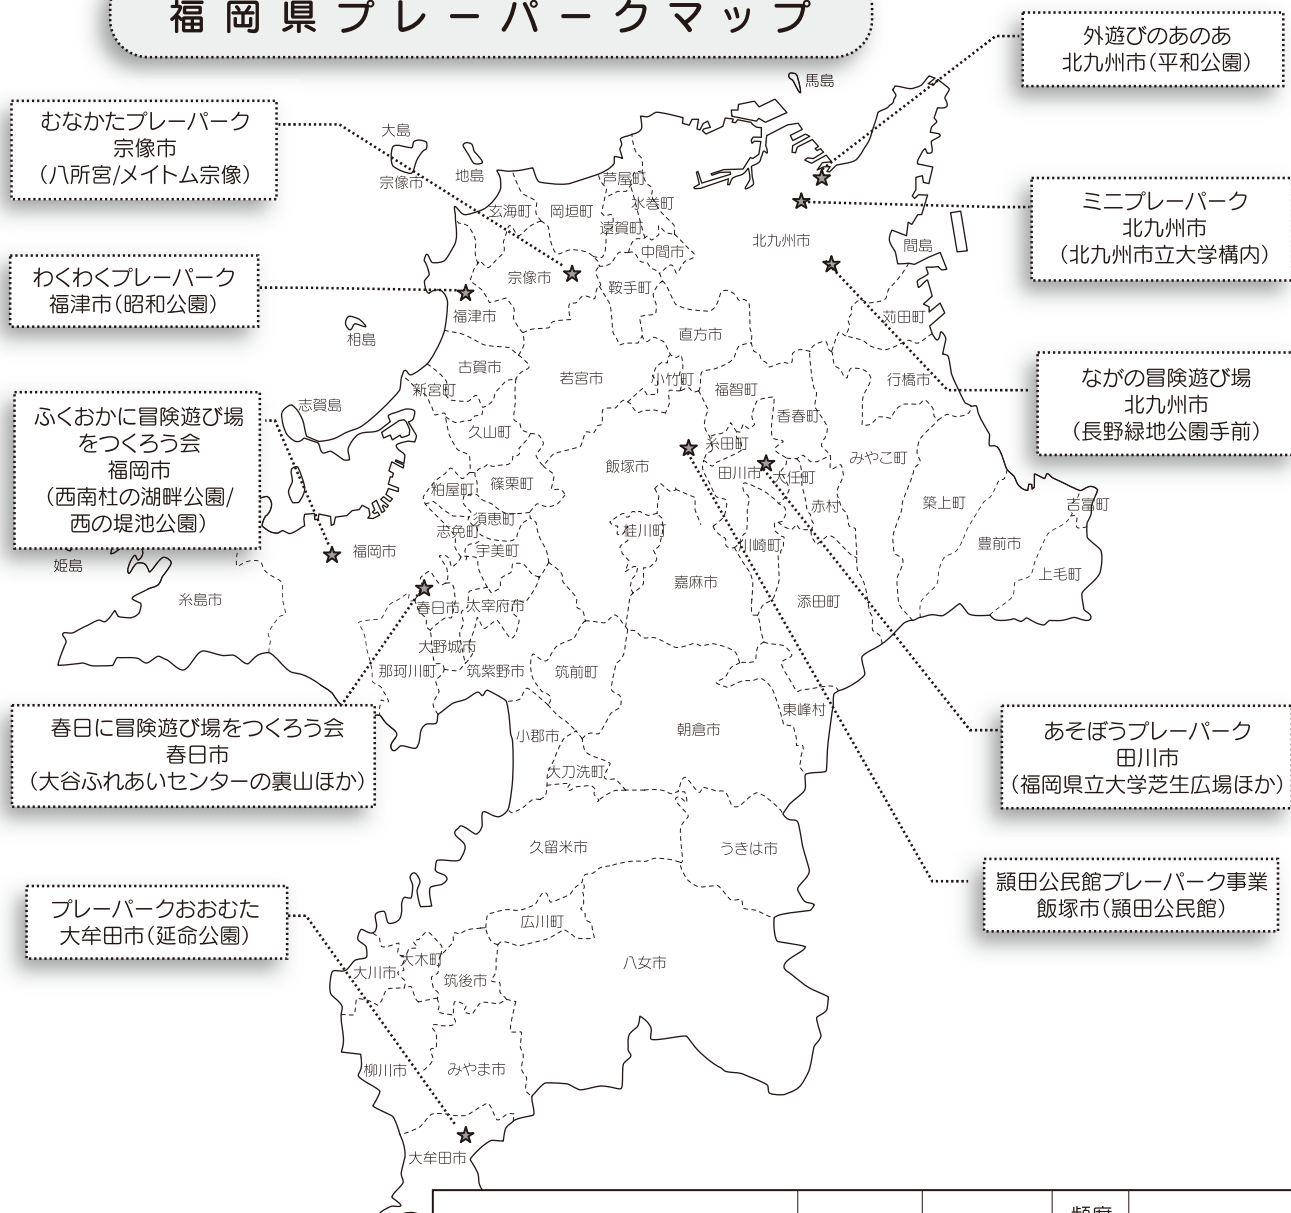 福岡県プレーパークマップ
外遊びのあのあ
北九州市(平和公園)
むなかたプレーパーク
宗像市
(八所宮/メイトム宗像)
ミニプレーパーク
北九州市
(北九州市立大学構内)
わくわくプレーパーク
福津市(昭和公園)
ながの冒険遊び場
北九州市
(長野緑地公園手前)
ふくおかに冒険遊び場
をつくろう会
福岡市
(西南杜の湖畔公園/
西の堤池公園)
春日に冒険遊び場をつくろう会
春日市
(大谷ふれあいセンターの裏山ほか)
あそぼうプレーパーク
田川市
(福岡県立大学芝生広場ほか)
頴田公民館プレーパーク事業
飯塚市(頴田公民館)
プレーパークおおむた
大牟田市(延命公園)
馬島
大島
宗像市
地島
芦屋町
水巻町
玄海町
岡垣町
遠賀町
中間市
北九州市
間島
宗像市
鞍手町
福津市
苅田町
直方市
相島
古賀市
若宮市
小竹町
福智町
行橋市
新宮町
志賀島
香春町
久山町
糸田町
みやこ町
飯塚市
田川市
大任町
粕屋町
篠栗町
赤村
築上町
吉富町
須恵町
志免町
桂川町
川崎町
豊前市
福岡市
宇美町
姫島
上毛町
嘉麻市
糸島市
春日市
太宰府市
添田町
大野城市
那珂川町
筑紫野市
筑前町
東峰村
小郡市
朝倉市
大刀洗町
久留米市
うきは市
広川町
大川市
大木町
筑後市
八女市
柳川市
みやま市
大牟田市
頻度